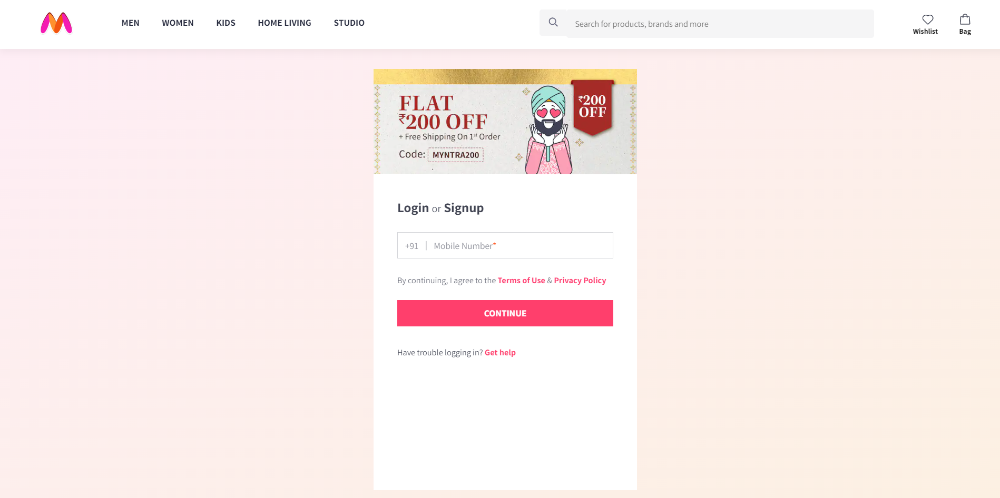 MEN WOMEN KIDS HOME LIVING STUDIO
Search for products, brands and more
Wishlist Bag
FLAT
₹200 OFF
+ Free Shipping On 1st Order
Code: MYNTRA200
₹200
OFF
Login or Signup
+91 | Mobile Number*
By continuing, I agree to the Terms of Use & Privacy Policy
CONTINUE
Have trouble logging in? Get help